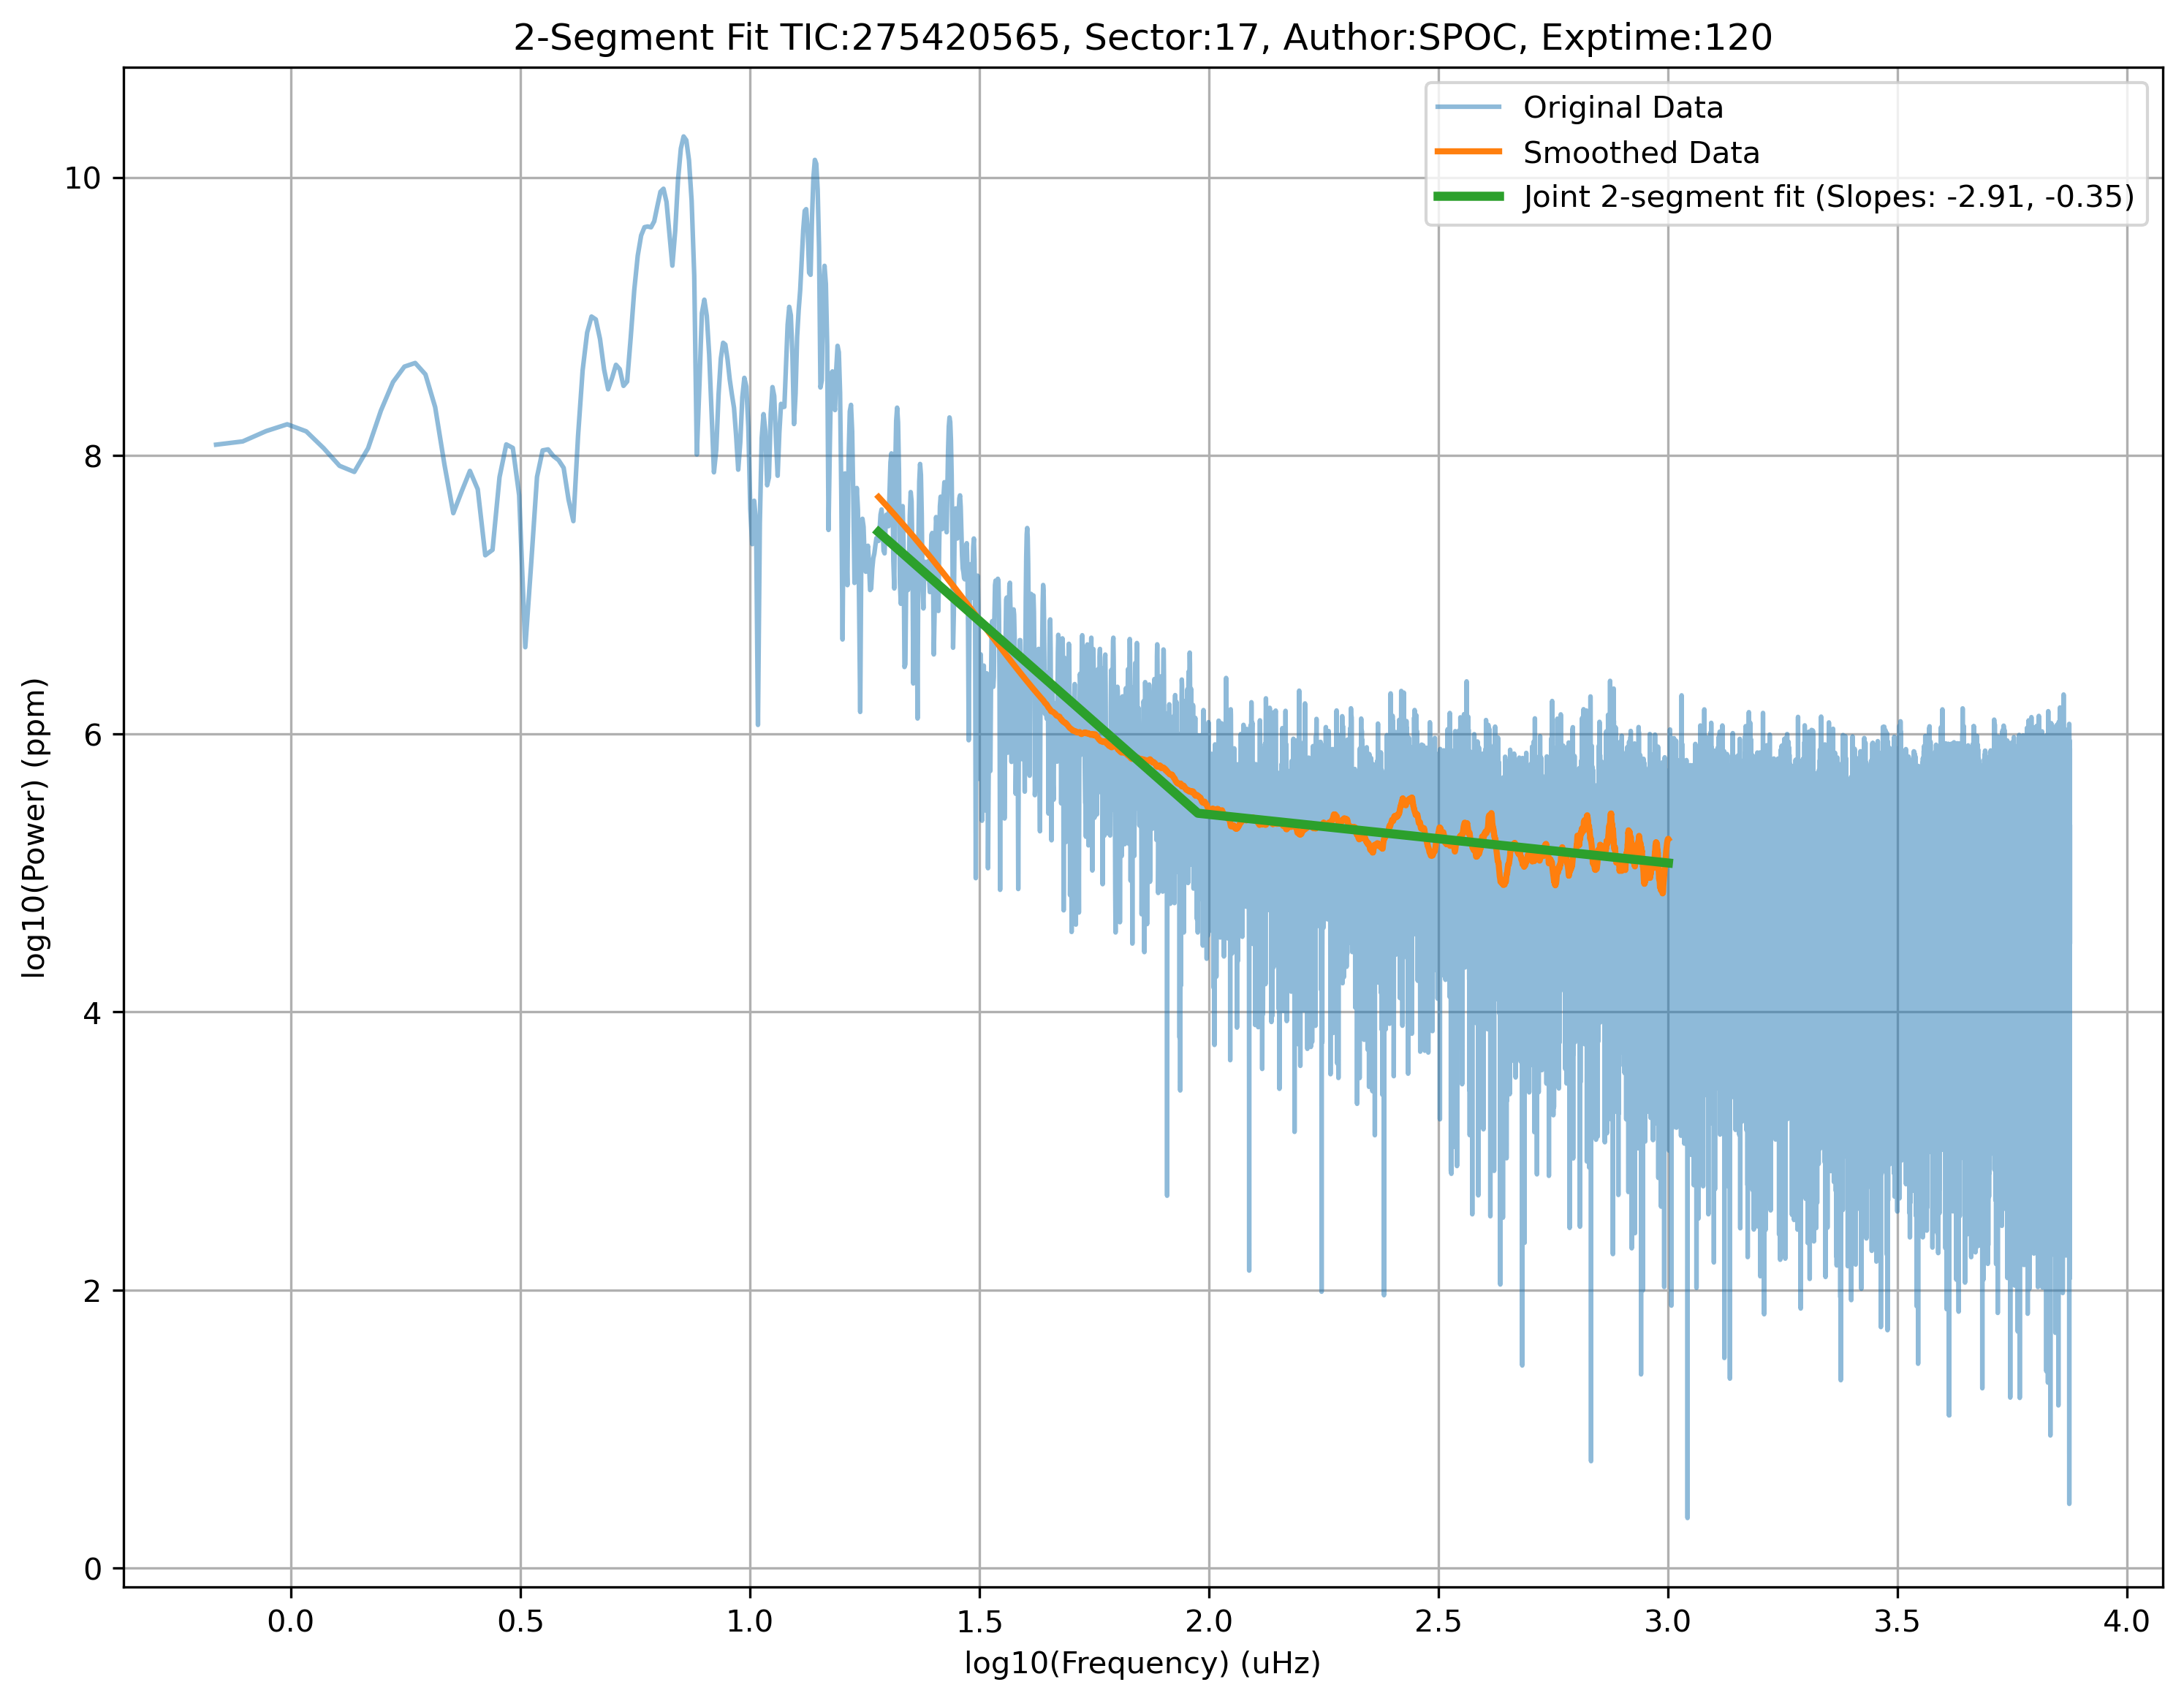 2-Segment Fit TIC:275420565, Sector:17, Author:SPOC, Exptime:120
Original Data
Smoothed Data
Joint 2-segment fit (Slopes: -2.91, -0.35)
log10(Power) (ppm)
10
8
6
4
2
0
0.0 0.5 1.0 1.5 2.0 2.5 3.0 3.5 4.0
log10(Frequency) (uHz)